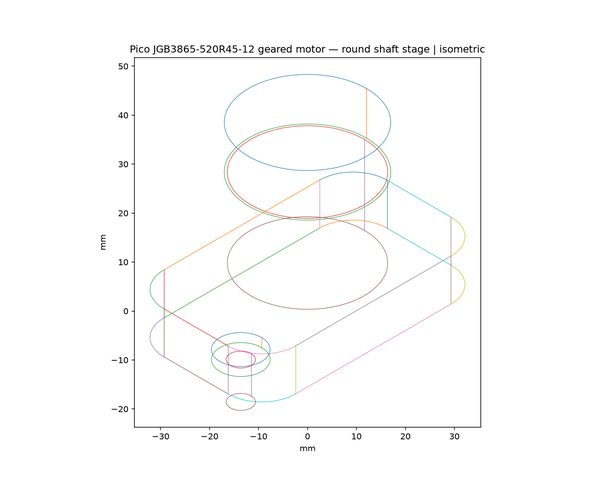 Pico JGB3865-520R45-12 geared motor — round shaft stage | isometric
50
40
30
20
10
0
−10
−20
mm
−30 −20 −10 0 10 20 30
mm